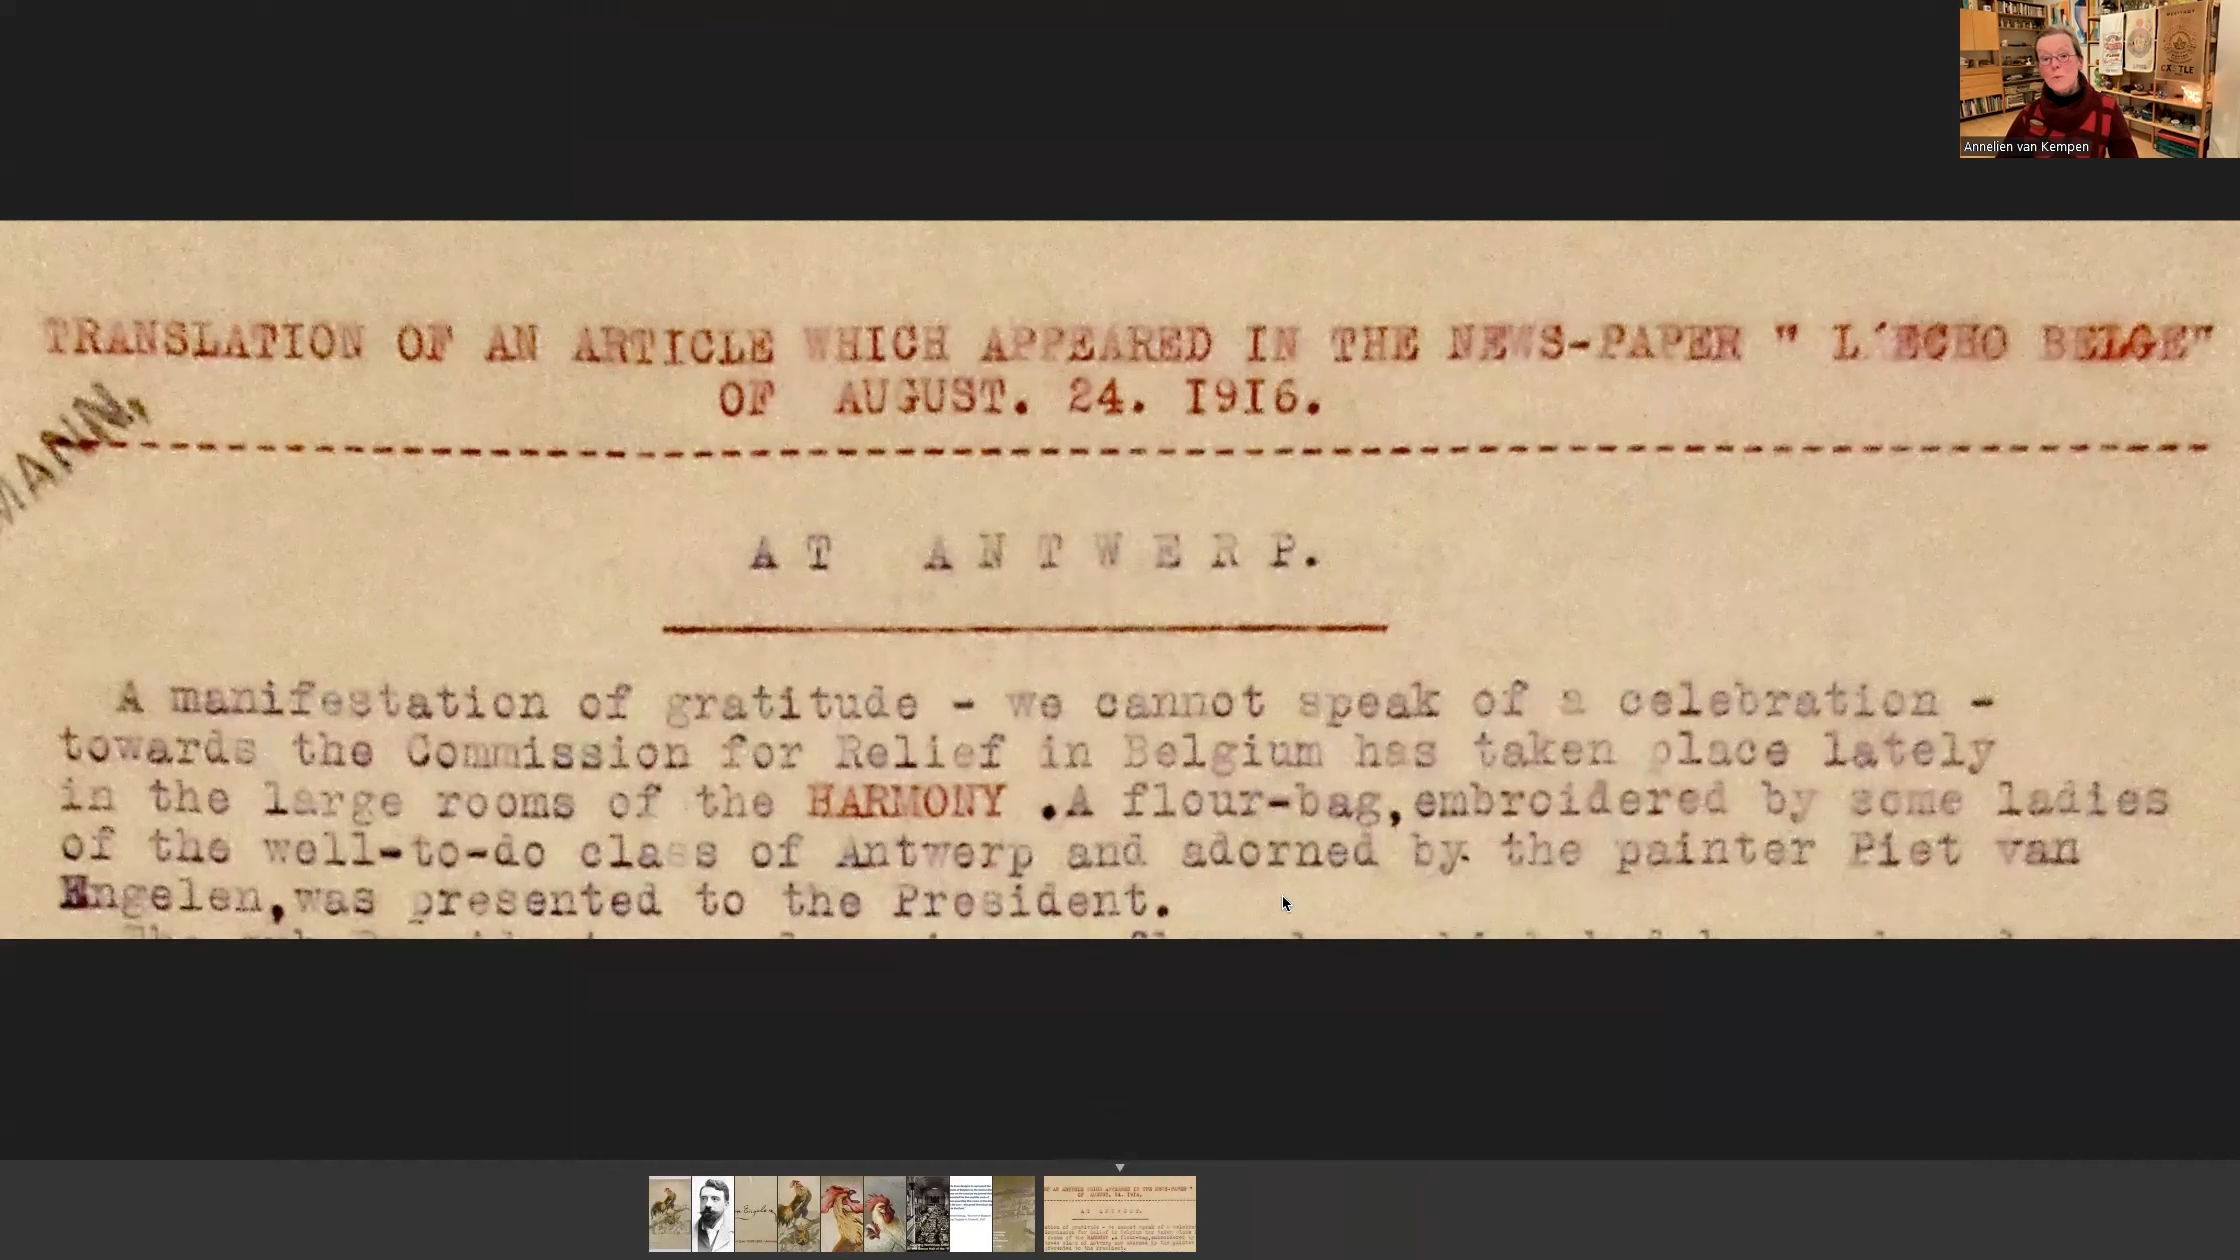 Annelien van Kempen
TRANSLATION OF AN ARTICLE WHICH APPEARED IN THE NEWS-PAPER " L'ECHO BELGE"
OF AUGUST. 24. 1916.
MANN,
AT ANTWERP.
A manifestation of gratitude - we cannot speak of a celebration -
towards the Commission for Relief in Belgium has taken place lately
in the large rooms of the HARMONY .A flour-bag,embroidered by some ladies
of the well-to-do class of Antwerp and adorned by the painter Piet van
Engelen,was presented to the President.